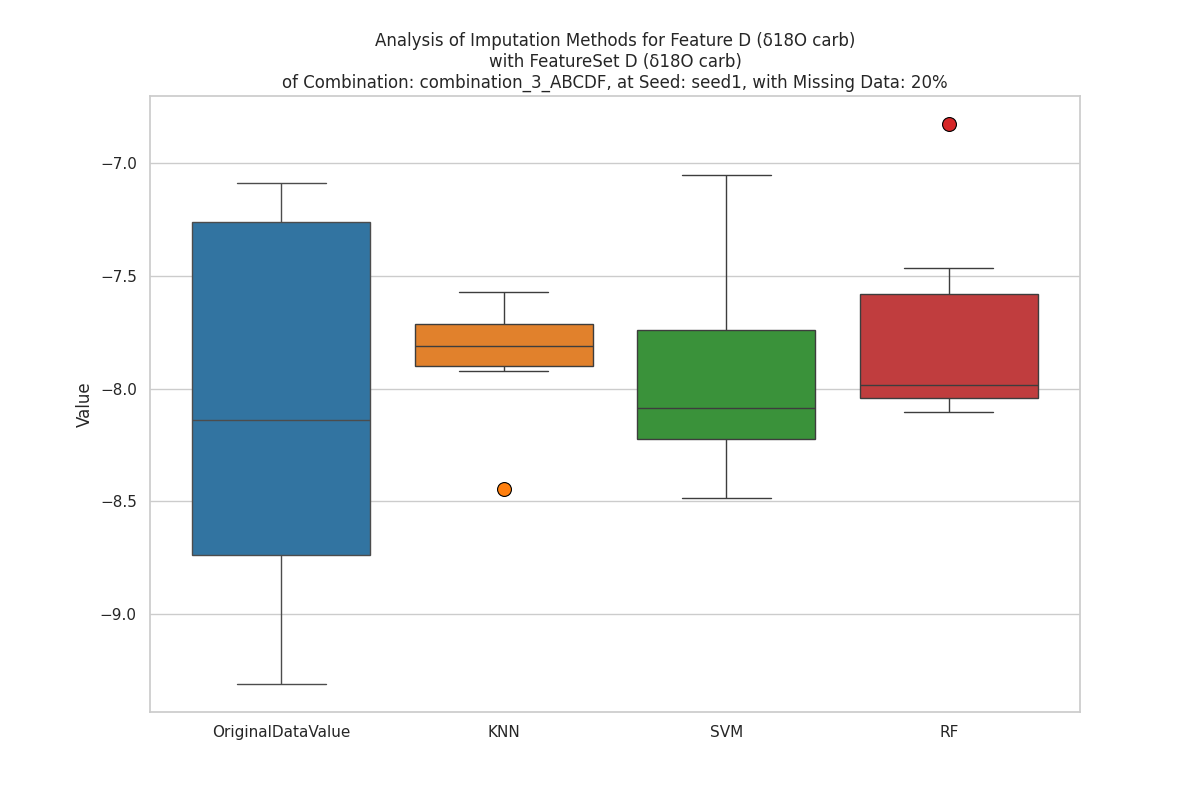 Analysis of Imputation Methods for Feature D (δ18O carb)
with FeatureSet D (δ18O carb)
of Combination: combination_3_ABCDF, at Seed: seed1, with Missing Data: 20%
Value
−7.0
−7.5
−8.0
−8.5
−9.0
OriginalDataValue
KNN
SVM
RF